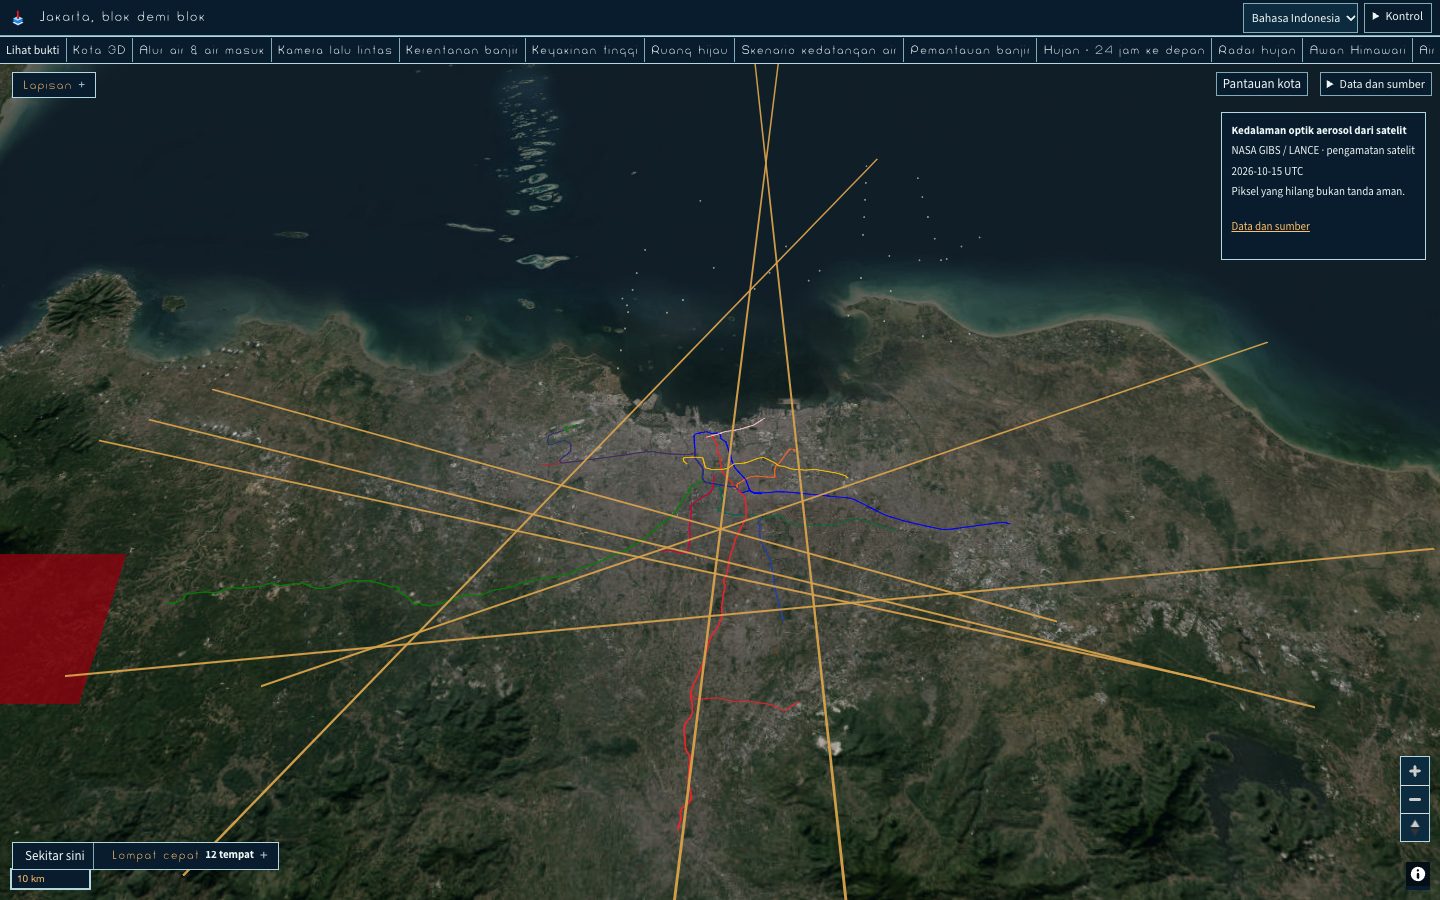 Jakarta, blok demi blok
Bahasa Indonesia
Kontrol
Lihat bukti
Kota 3D
Alur air & air masuk
Kamera lalu lintas
Kerentanan banjir
Keyakinan tinggi
Ruang hijau
Skenario kedatangan air
Pemantauan banjir
Hujan · 24 jam ke depan
Radar hujan
Awan Himawari
Air
Lapisan +
Pantauan kota
Data dan sumber
Kedalaman optik aerosol dari satelit
NASA GIBS / LANCE · pengamatan satelit
2026-10-15 UTC
Piksel yang hilang bukan tanda aman.
Data dan sumber
Sekitar sini
Lompat cepat 12 tempat +
10 km